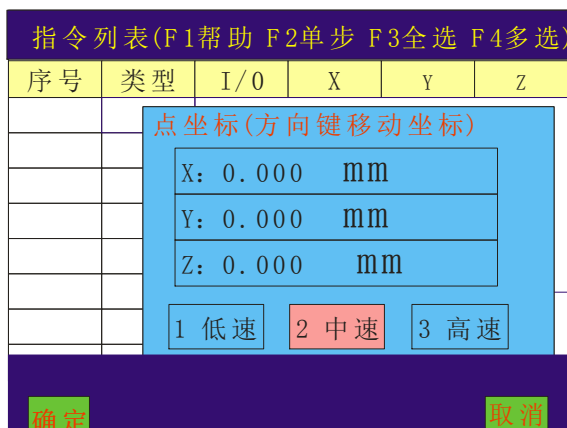 指令列表(F1帮助 F2单步 F3全选 F4多选)
序号 类型 I/0 X Y Z
点坐标(方向键移动坐标)
X: 0.000 mm
Y: 0.000 mm
Z: 0.000 mm
1 低速 2 中速 3 高速
确定 取消